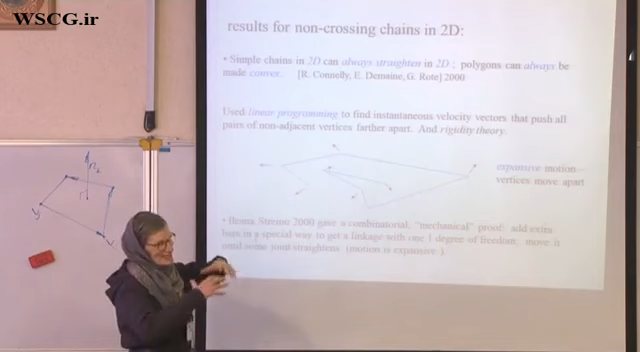 WSCG.ir
results for non-crossing chains in 2D:
• Simple chains in 2D can always straighten in 2D ; polygons can always be
made convex. [R. Connelly, E. Demaine, G. Rote] 2000
Used linear programming to find instantaneous velocity vectors that push all
pairs of non-adjacent vertices farther apart. And rigidity theory.
expansive motion—
vertices move apart
• Ileana Streinu 2000 gave a combinatorial, "mechanical" proof: add extra
bars in a special way to get a linkage with one 1 degree of freedom, move it
until some joint straightens (motion is expansive ).